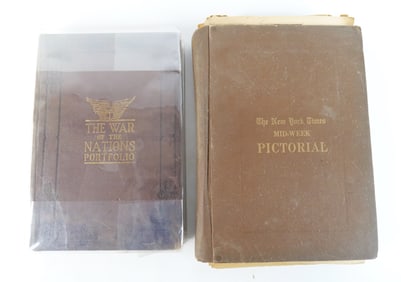 THE WAR
OF THE
NATIONS
PORTFOLIO
The New York Times
MID-WEEK
PICTORIAL